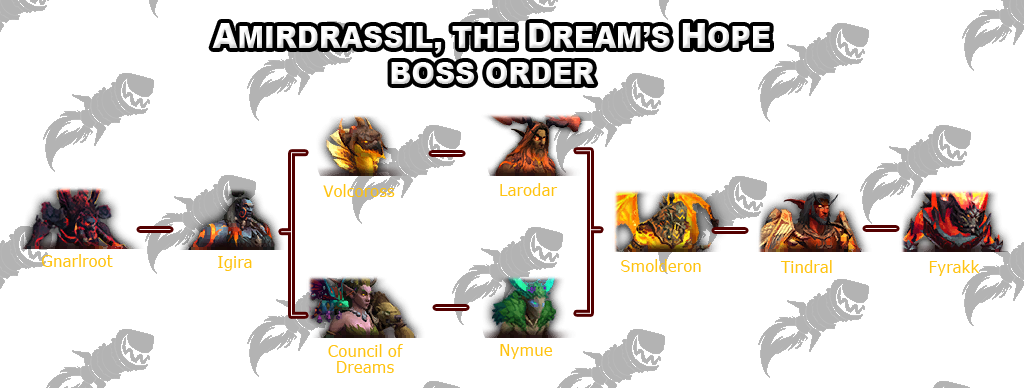 Amirdrassil, the Dream's Hope
boss order
Volcoross
Larodar
Gnarlroot
Igira
Smolderon
Tindral
Fyrakk
Council of
Dreams
Nymue